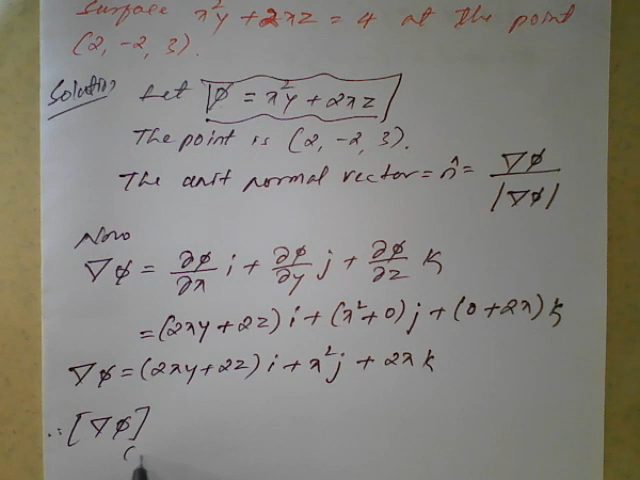 surface x²y + 2xz = 4 at the point
(2, -2, 3).
Solution Let ϕ = x²y + 2xz
The point is (2, -2, 3).
The unit normal vector = n̂ = ∇ϕ / |∇ϕ|
Now
∇ϕ = ∂ϕ/∂x i + ∂ϕ/∂y j + ∂ϕ/∂z k
= (2xy + 2z) i + (x² + 0) j + (0 + 2x) k
∇ϕ = (2xy + 2z) i + x² j + 2x k
∴ [∇ϕ]
(